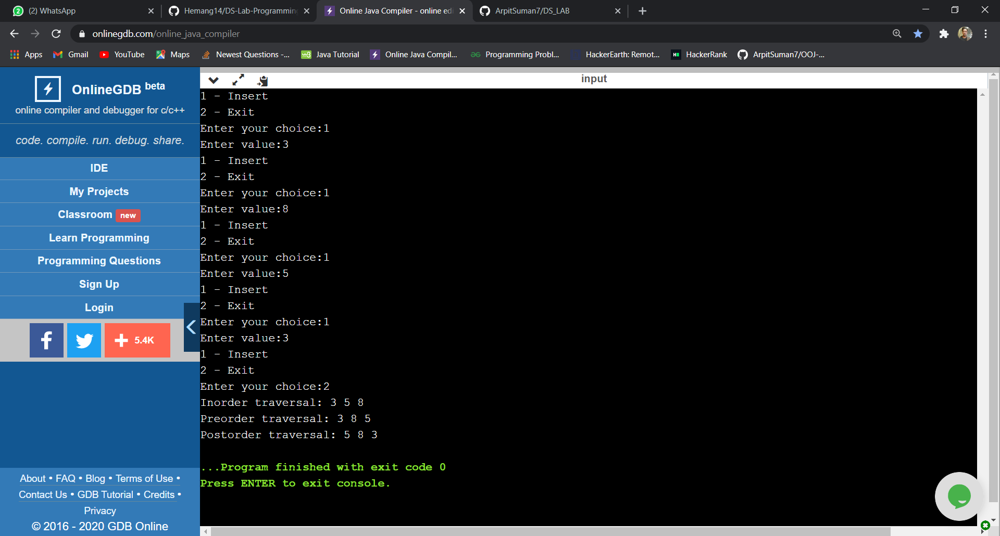 (2) WhatsApp
Hemang14/DS-Lab-Programming
Online Java Compiler - online edi
ArpitSuman7/DS_LAB
onlinegdb.com/online_java_compiler
Apps
Gmail
YouTube
Maps
Newest Questions -...
Java Tutorial
Online Java Compil...
Programming Probl...
HackerEarth: Remot...
HackerRank
ArpitSuman7/OOJ-...
OnlineGDB beta
online compiler and debugger for c/c++
code. compile. run. debug. share.
IDE
My Projects
Classroom new
Learn Programming
Programming Questions
Sign Up
Login
5.4K
About • FAQ • Blog • Terms of Use •
Contact Us • GDB Tutorial • Credits •
Privacy
© 2016 - 2020 GDB Online
input
1 - Insert
2 - Exit
Enter your choice:1
Enter value:3
1 - Insert
2 - Exit
Enter your choice:1
Enter value:8
1 - Insert
2 - Exit
Enter your choice:1
Enter value:5
1 - Insert
2 - Exit
Enter your choice:1
Enter value:3
1 - Insert
2 - Exit
Enter your choice:2
Inorder traversal: 3 5 8
Preorder traversal: 3 8 5
Postorder traversal: 5 8 3
...Program finished with exit code 0
Press ENTER to exit console.